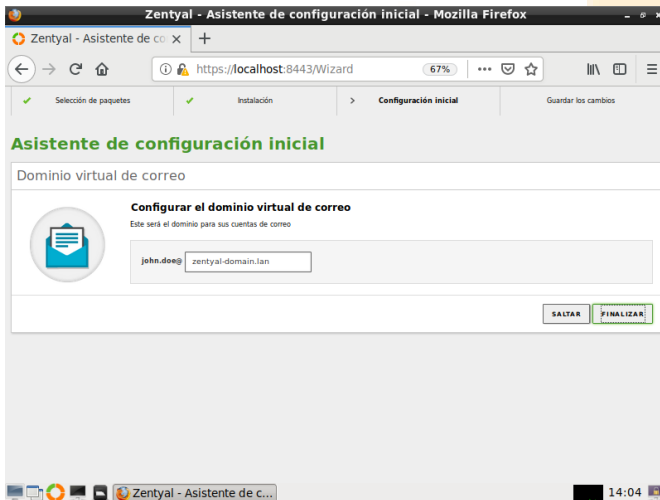 Zentyal - Asistente de configuración inicial - Mozilla Firefox
Zentyal - Asistente de co
https://localhost:8443/Wizard
67%
Selección de paquetes
Instalación
Configuración inicial
Guardar los cambios
Asistente de configuración inicial
Dominio virtual de correo
Configurar el dominio virtual de correo
Este será el dominio para sus cuentas de correo
john.doe@ zentyal-domain.lan
SALTAR FINALIZAR
Zentyal - Asistente de c...
14:04